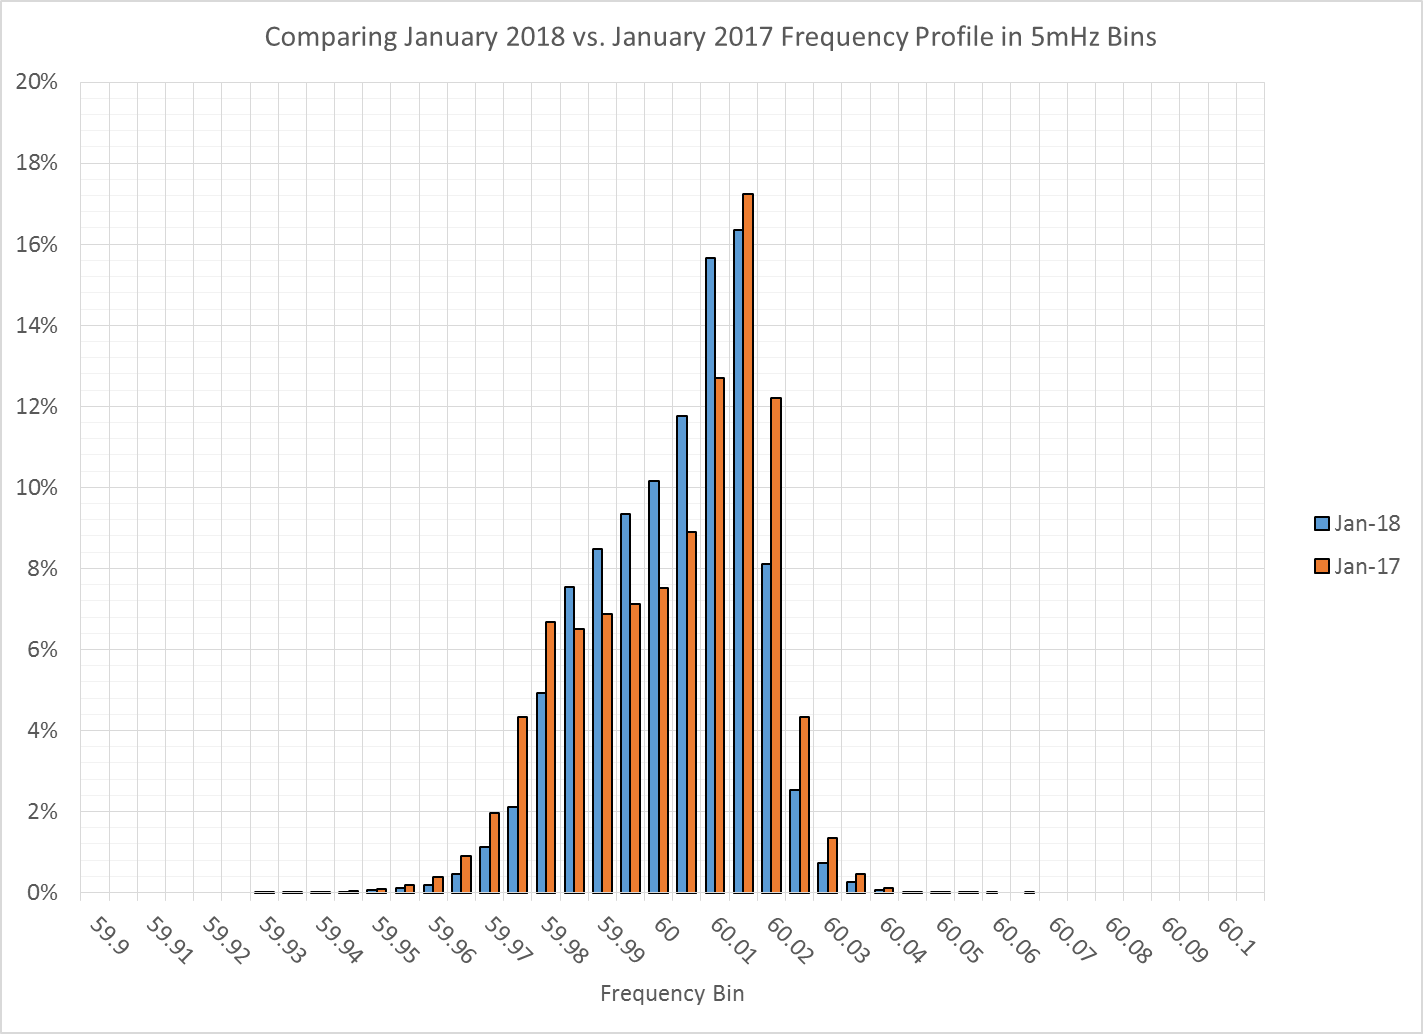 Comparing January 2018 vs. January 2017 Frequency Profile in 5mHz Bins
20%
18%
16%
14%
12%
10%
8%
6%
4%
2%
0%
Jan-18
Jan-17
59.9 59.91 59.92 59.93 59.94 59.95 59.96 59.97 59.98 59.99 60 60.01 60.02 60.03 60.04 60.05 60.06 60.07 60.08 60.09 60.1
Frequency Bin